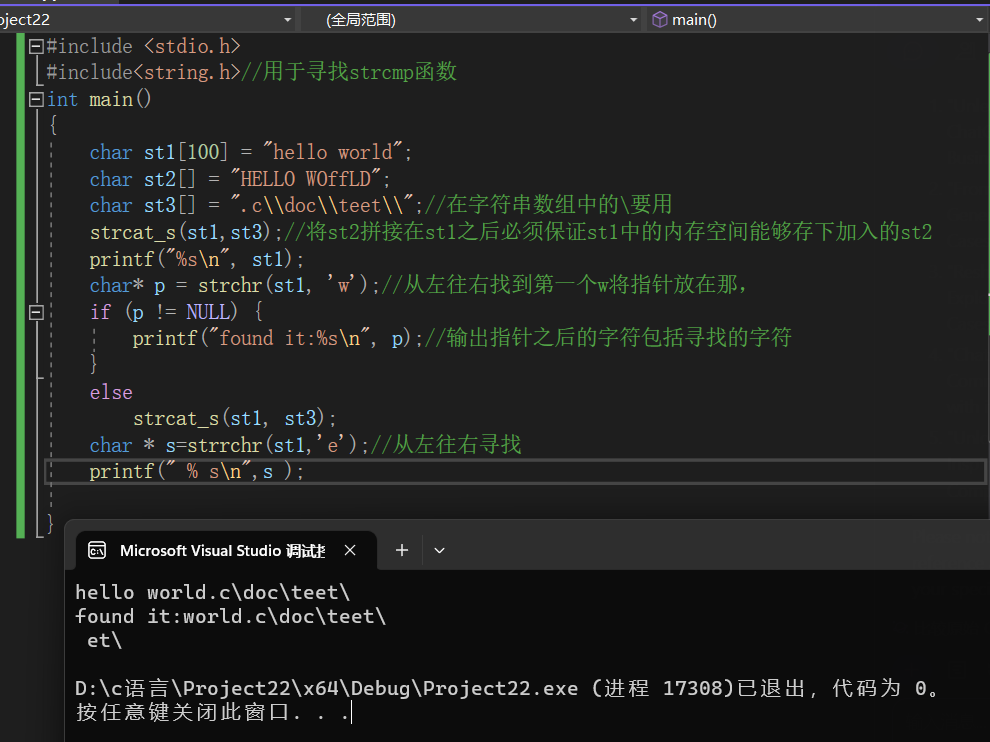 oject22
(全局范围)
main()
#include <stdio.h>
#include<string.h>//用于寻找strcmp函数
int main()
{
char st1[100] = "hello world";
char st2[] = "HELLO WOffLD";
char st3[] = ".c\\doc\\teet\\";//在字符串数组中的\要用
strcat_s(st1,st3);//将st2拼接在st1之后必须保证st1中的内存空间能够存下加入的st2
printf("%s\n", st1);
char* p = strchr(st1, 'w');//从左往右找到第一个w将指针放在那，
if (p != NULL) {
printf("found it:%s\n", p);//输出指针之后的字符包括寻找的字符
}
else
strcat_s(st1, st3);
char * s=strrchr(st1,'e');//从左往右寻找
printf(" % s\n",s );
}
Microsoft Visual Studio 调试
hello world.c\doc\teet\
found it:world.c\doc\teet\
et\
D:\c语言\Project22\x64\Debug\Project22.exe (进程 17308)已退出，代码为 0。
按任意键关闭此窗口. . .